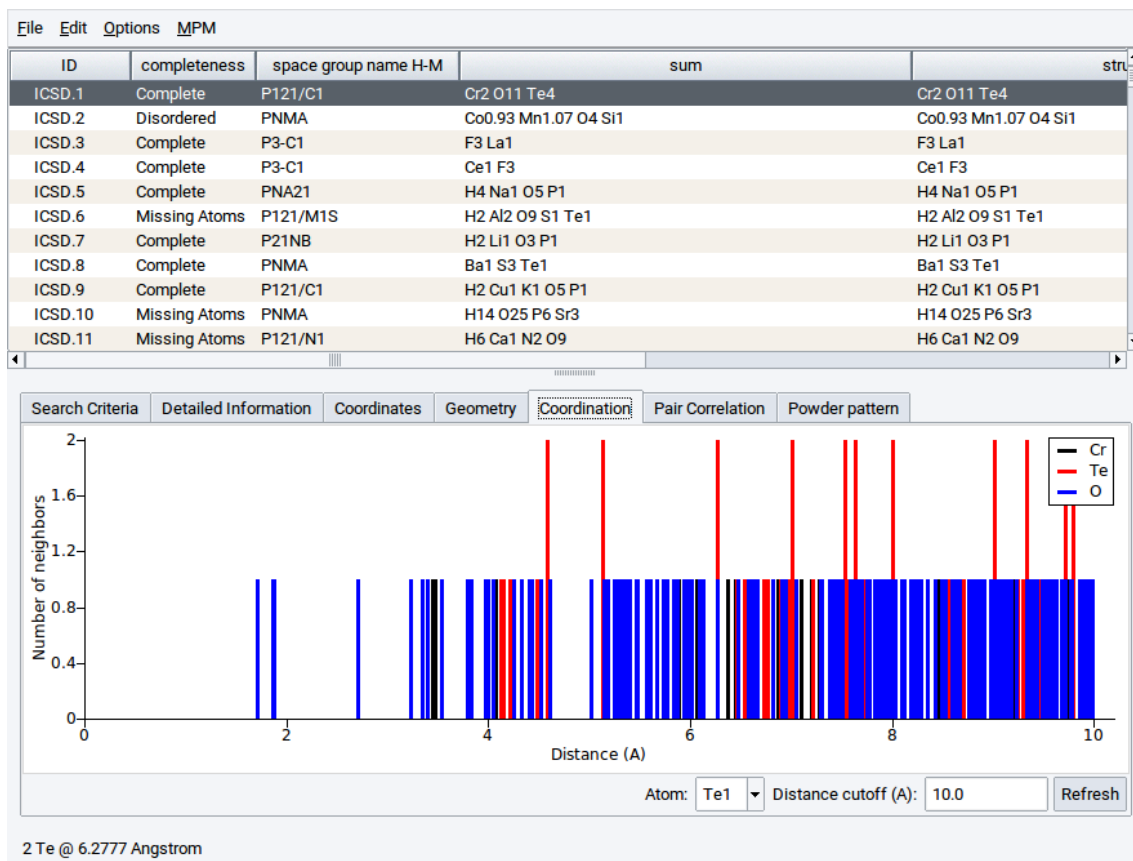 File Edit Options MPM
ID completeness space group name H-M sum stru
ICSD.1 Complete P121/C1 Cr2 O11 Te4 Cr2 O11 Te4
ICSD.2 Disordered PNMA Co0.93 Mn1.07 O4 Si1 Co0.93 Mn1.07 O4 Si1
ICSD.3 Complete P3-C1 F3 La1 F3 La1
ICSD.4 Complete P3-C1 Ce1 F3 Ce1 F3
ICSD.5 Complete PNA21 H4 Na1 O5 P1 H4 Na1 O5 P1
ICSD.6 Missing Atoms P121/M1S H2 Al2 O9 S1 Te1 H2 Al2 O9 S1 Te1
ICSD.7 Complete P21NB H2 Li1 O3 P1 H2 Li1 O3 P1
ICSD.8 Complete PNMA Ba1 S3 Te1 Ba1 S3 Te1
ICSD.9 Complete P121/C1 H2 Cu1 K1 O5 P1 H2 Cu1 K1 O5 P1
ICSD.10 Missing Atoms PNMA H14 O25 P6 Sr3 H14 O25 P6 Sr3
ICSD.11 Missing Atoms P121/N1 H6 Ca1 N2 O9 H6 Ca1 N2 O9
Search Criteria Detailed Information Coordinates Geometry Coordination Pair Correlation Powder pattern
2
1.6
1.2
0.8
0.4
0
Number of neighbors
Cr
Te
O
0 2 4 6 8 10
Distance (A)
Atom: Te1 Distance cutoff (A): 10.0 Refresh
2 Te @ 6.2777 Angstrom